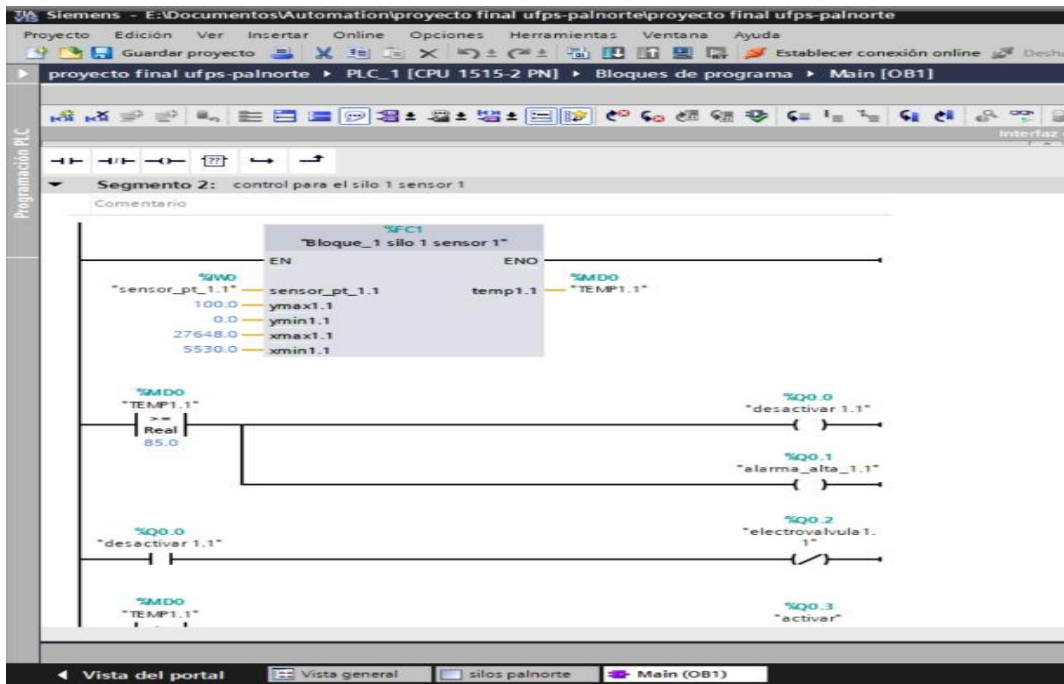 Siemens - E:\Documentos\Automation\proyecto final ufps-palnorte\proyecto final ufps-palnorte
Proyecto Edición Ver Insertar Online Opciones Herramientas Ventana Ayuda
Guardar proyecto Establecer conexión online Desh
proyecto final ufps-palnorte PLC_1 [CPU 1515-2 PN] Bloques de programa Main [OB1]
Interfaz
Programación PLC
Segmento 2: control para el silo 1 sensor 1
Comentario
%FC1
"Bloque_1 silo 1 sensor 1"
EN ENO
%IW0 %MD0
"sensor_pt_1.1" sensor_pt_1.1 temp1.1 "TEMP1.1"
100.0 ymax1.1
0.0 ymin1.1
27648.0 xmax1.1
5530.0 xmin1.1
%MD0 %Q0.0
"TEMP1.1" "desactivar 1.1"
>= ( )
Real
85.0
%Q0.1
"alarma_alta_1.1"
( )
%Q0.2
%Q0.0 "electrovalvula1.
"desactivar 1.1" 1"
(/)
%MD0 %Q0.3
"TEMP1.1" "activar"
Vista del portal Vista general silos palnorte Main (OB1)